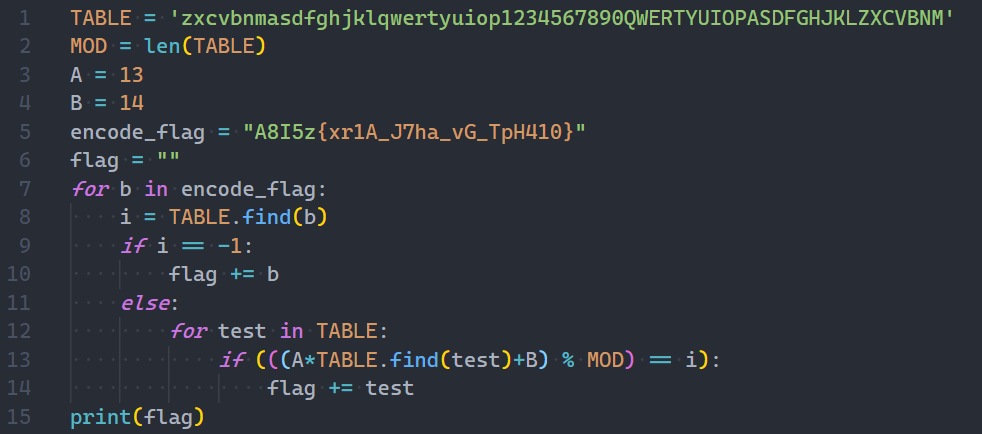 1 TABLE = 'zxcvbnmasdfghjklqwertyuiop1234567890QWERTYUIOPASDFGHJKLZXCVBNM'
2 MOD = len(TABLE)
3 A = 13
4 B = 14
5 encode_flag = "A8I5z{xr1A_J7ha_vG_TpH410}"
6 flag = ""
7 for b in encode_flag:
8     i = TABLE.find(b)
9     if i == -1:
10         flag += b
11     else:
12         for test in TABLE:
13             if (((A*TABLE.find(test)+B) % MOD) == i):
14                 flag += test
15 print(flag)